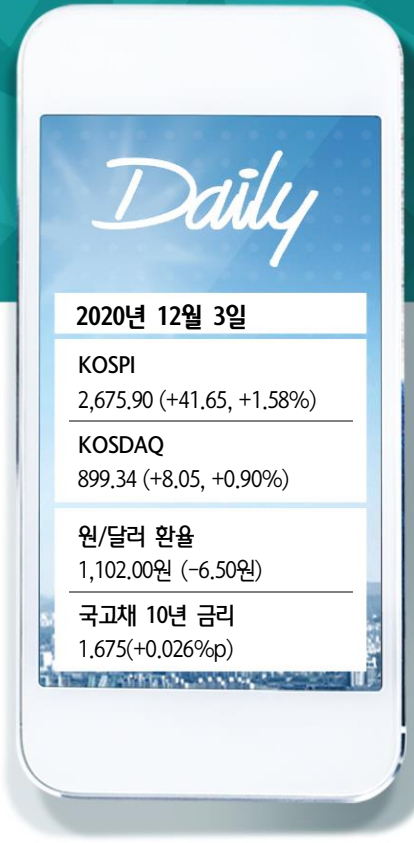 Daily
2020년 12월 3일
KOSPI
2,675.90 (+41.65, +1.58%)
KOSDAQ
899.34 (+8.05, +0.90%)
원/달러 환율
1,102.00원 (-6.50원)
국고채 10년 금리
1.675(+0.026%p)